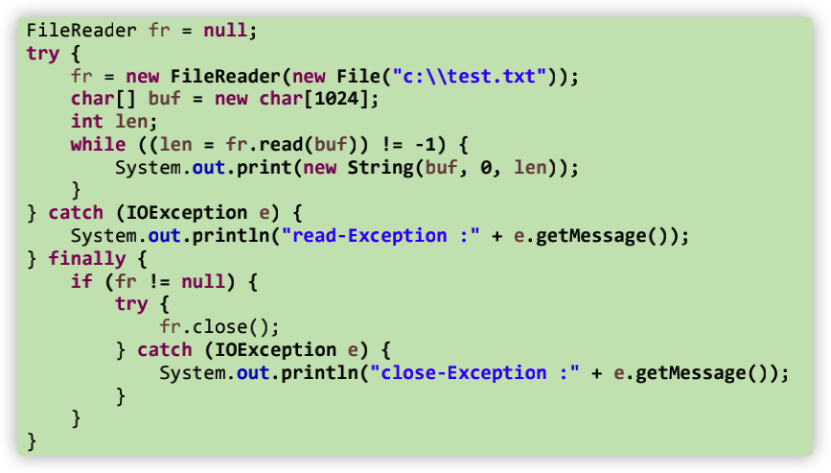 FileReader fr = null;
try {
    fr = new FileReader(new File("c:\\test.txt"));
    char[] buf = new char[1024];
    int len;
    while ((len = fr.read(buf)) != -1) {
        System.out.print(new String(buf, 0, len));
    }
} catch (IOException e) {
    System.out.println("read-Exception :" + e.getMessage());
} finally {
    if (fr != null) {
        try {
            fr.close();
        } catch (IOException e) {
            System.out.println("close-Exception :" + e.getMessage());
        }
    }
}